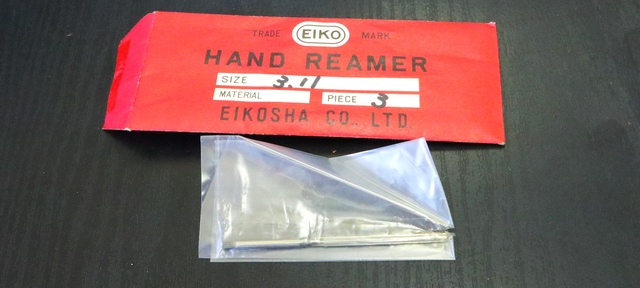 TRADE EIKO MARK
HAND REAMER
SIZE 3.11
MATERIAL PIECE 3
EIKOSHA CO., LTD.